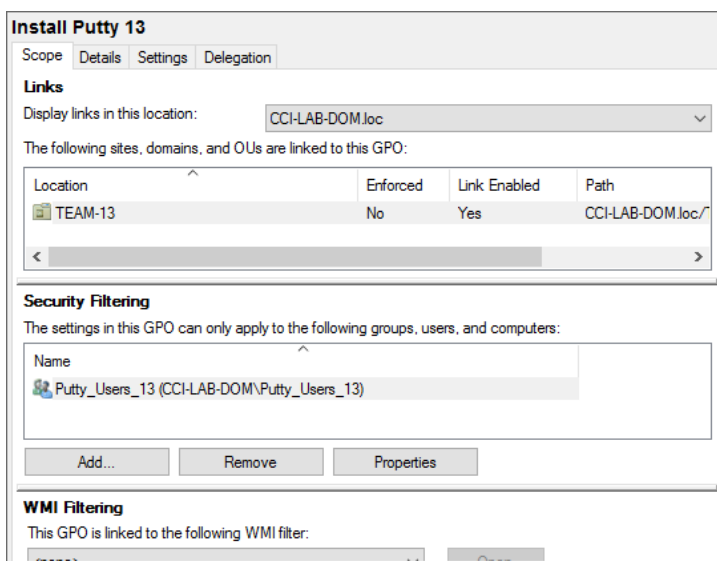 Install Putty 13
Scope Details Settings Delegation
Links
Display links in this location: CCI-LAB-DOM.loc
The following sites, domains, and OUs are linked to this GPO:
Location Enforced Link Enabled Path
TEAM-13 No Yes CCI-LAB-DOM.loc/
Security Filtering
The settings in this GPO can only apply to the following groups, users, and computers:
Name
Putty_Users_13 (CCI-LAB-DOM\Putty_Users_13)
Add... Remove Properties
WMI Filtering
This GPO is linked to the following WMI filter: